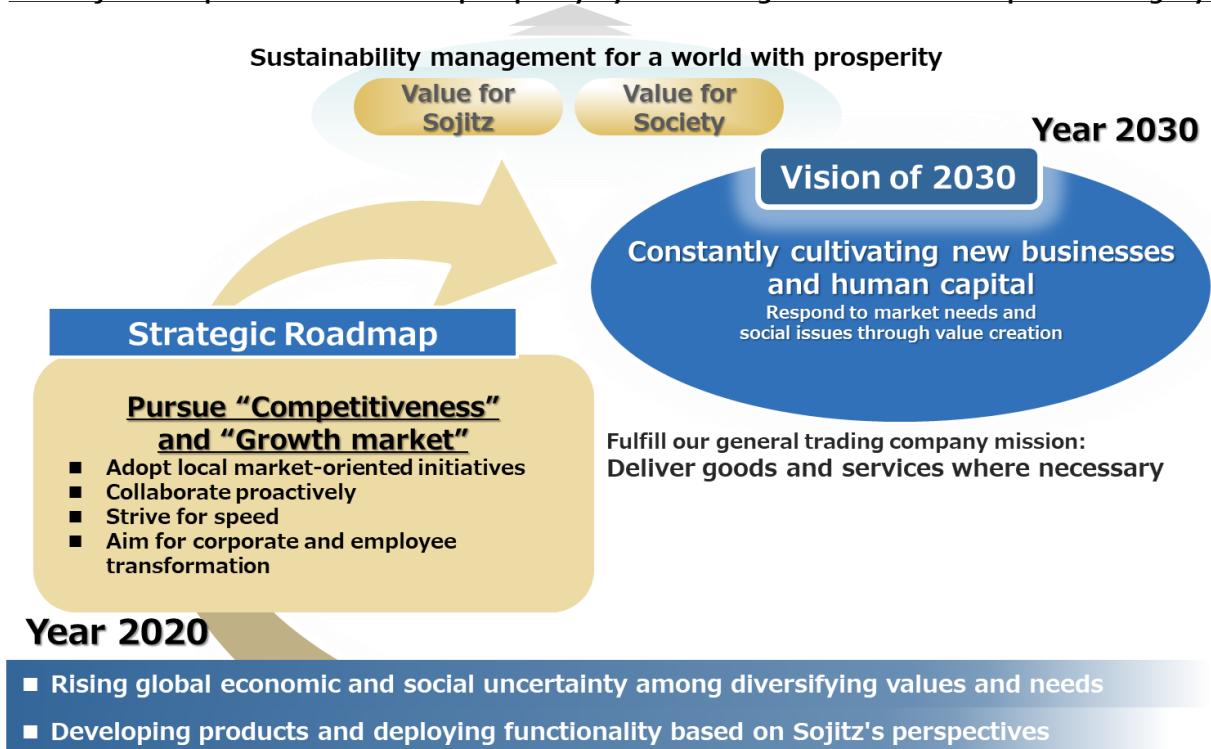 Sustainability management for a world with prosperity
Value for
Sojitz
Value for
Society
Year 2030
Vision of 2030
Constantly cultivating new businesses
and human capital
Respond to market needs and
social issues through value creation
Strategic Roadmap
Pursue “Competitiveness”
and “Growth market”
■ Adopt local market-oriented initiatives
■ Collaborate proactively
■ Strive for speed
■ Aim for corporate and employee
transformation
Fulfill our general trading company mission:
Deliver goods and services where necessary
Year 2020
■ Rising global economic and social uncertainty among diversifying values and needs
■ Developing products and deploying functionality based on Sojitz's perspectives